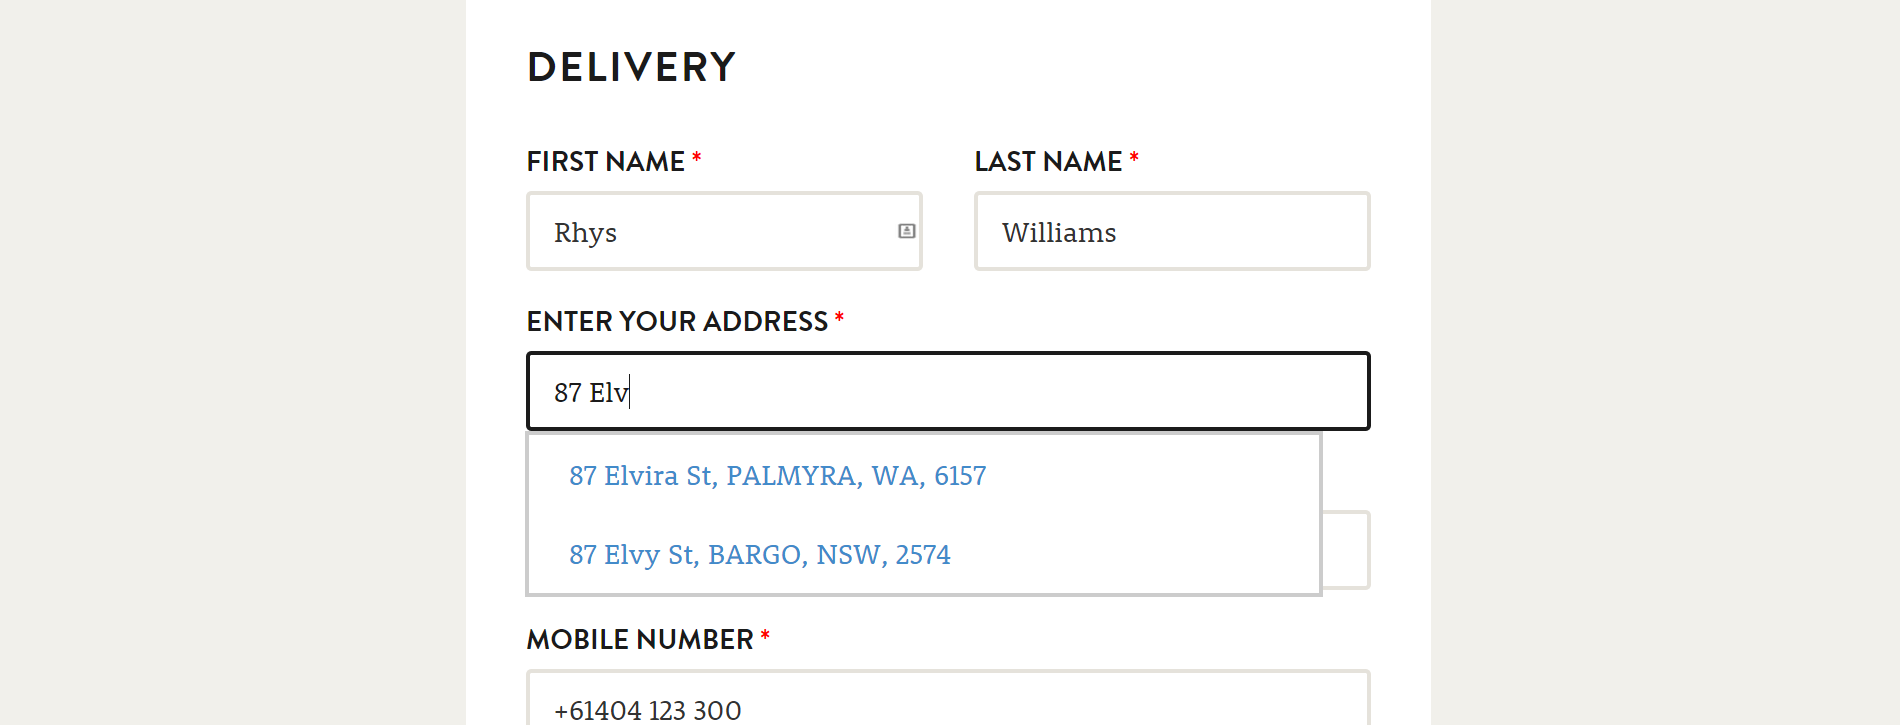 DELIVERY
FIRST NAME * LAST NAME *
Rhys Williams
ENTER YOUR ADDRESS *
87 Elv
87 Elvira St, PALMYRA, WA, 6157
87 Elvy St, BARGO, NSW, 2574
MOBILE NUMBER *
+61404 123 300